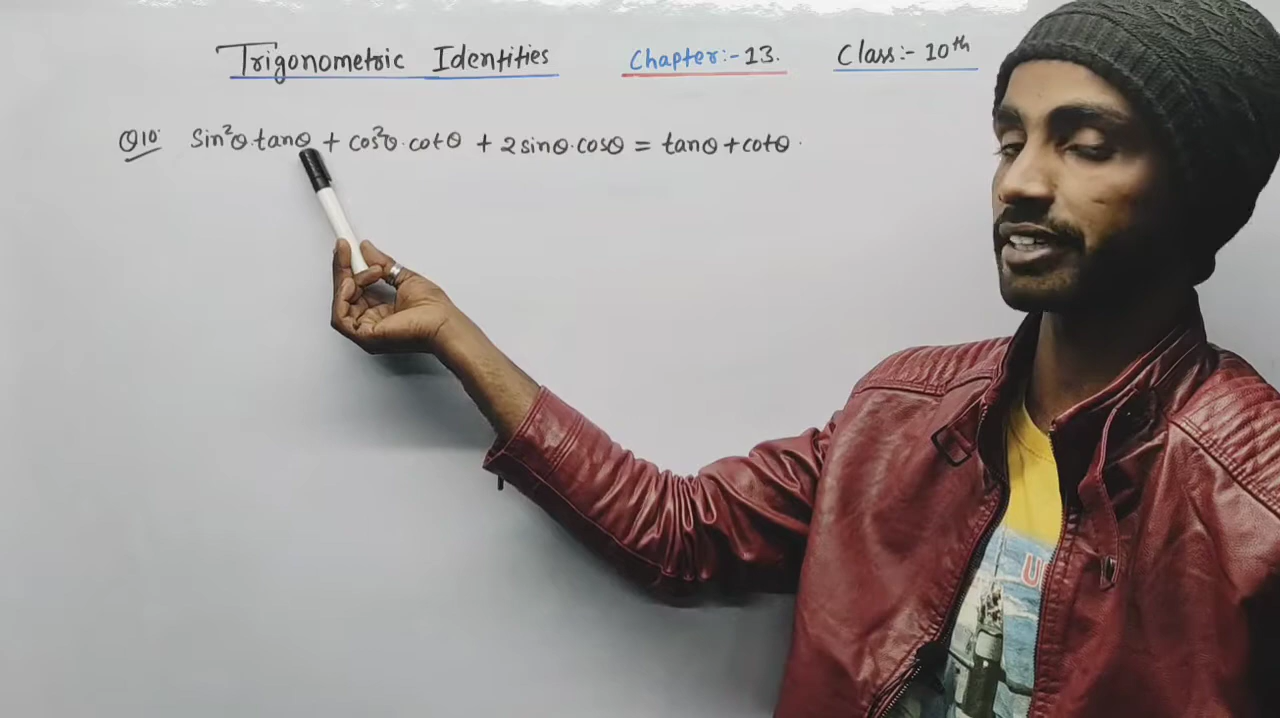 Trigonometric Identities Chapter:-13. Class:- 10th
Q10. Sin²θ.tanθ + cos²θ.cotθ + 2sinθ.cosθ = tanθ+cotθ.
U